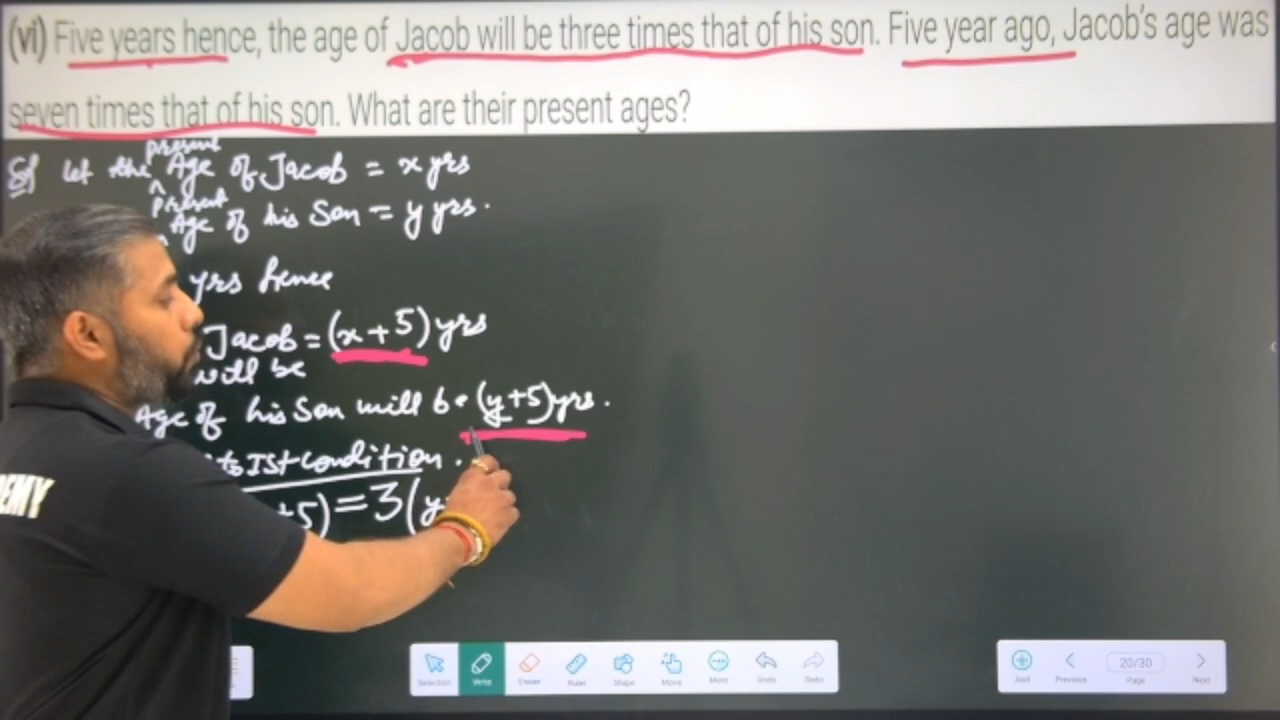 (vi) Five years hence, the age of Jacob will be three times that of his son. Five year ago, Jacob's age was
seven times that of his son. What are their present ages?
present
Sol let the Age of Jacob = x yrs
present
Age of his Son = y yrs.
yrs hence
Jacob = (x+5) yrs
will be
Age of his Son will be (y+5) yrs.
Ist condition.
+5) = 3(y
EMY
Selection Write Eraser Ruler Shape Move More Undo Redo
Add Previous 20/30 Page Next